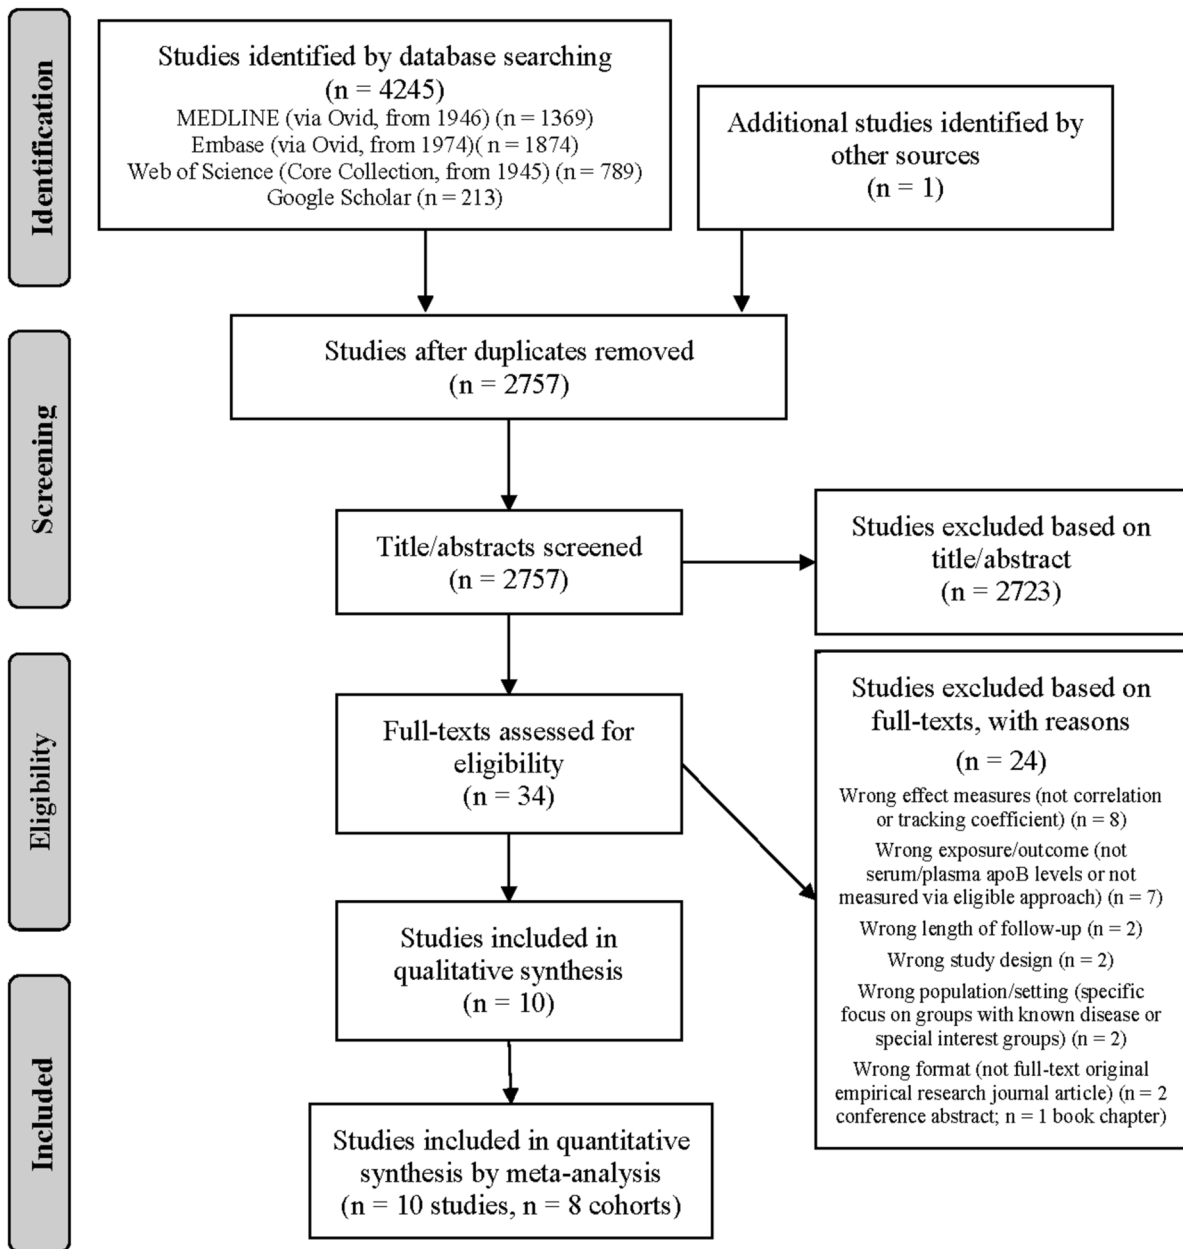 Identification
Studies identified by database searching
(n = 4245)
MEDLINE (via Ovid, from 1946) (n = 1369)
Embase (via Ovid, from 1974)( n = 1874)
Web of Science (Core Collection, from 1945) (n = 789)
Google Scholar (n = 213)
Additional studies identified by
other sources
(n = 1)
Screening
Studies after duplicates removed
(n = 2757)
Title/abstracts screened
(n = 2757)
Studies excluded based on
title/abstract
(n = 2723)
Eligibility
Full-texts assessed for
eligibility
(n = 34)
Studies excluded based on
full-texts, with reasons
(n = 24)
Wrong effect measures (not correlation
or tracking coefficient) (n = 8)
Wrong exposure/outcome (not
serum/plasma apoB levels or not
measured via eligible approach) (n = 7)
Wrong length of follow-up (n = 2)
Wrong study design (n = 2)
Wrong population/setting (specific
focus on groups with known disease or
special interest groups) (n = 2)
Wrong format (not full-text original
empirical research journal article) (n = 2
conference abstract; n = 1 book chapter)
Studies included in
qualitative synthesis
(n = 10)
Included
Studies included in quantitative
synthesis by meta-analysis
(n = 10 studies, n = 8 cohorts)